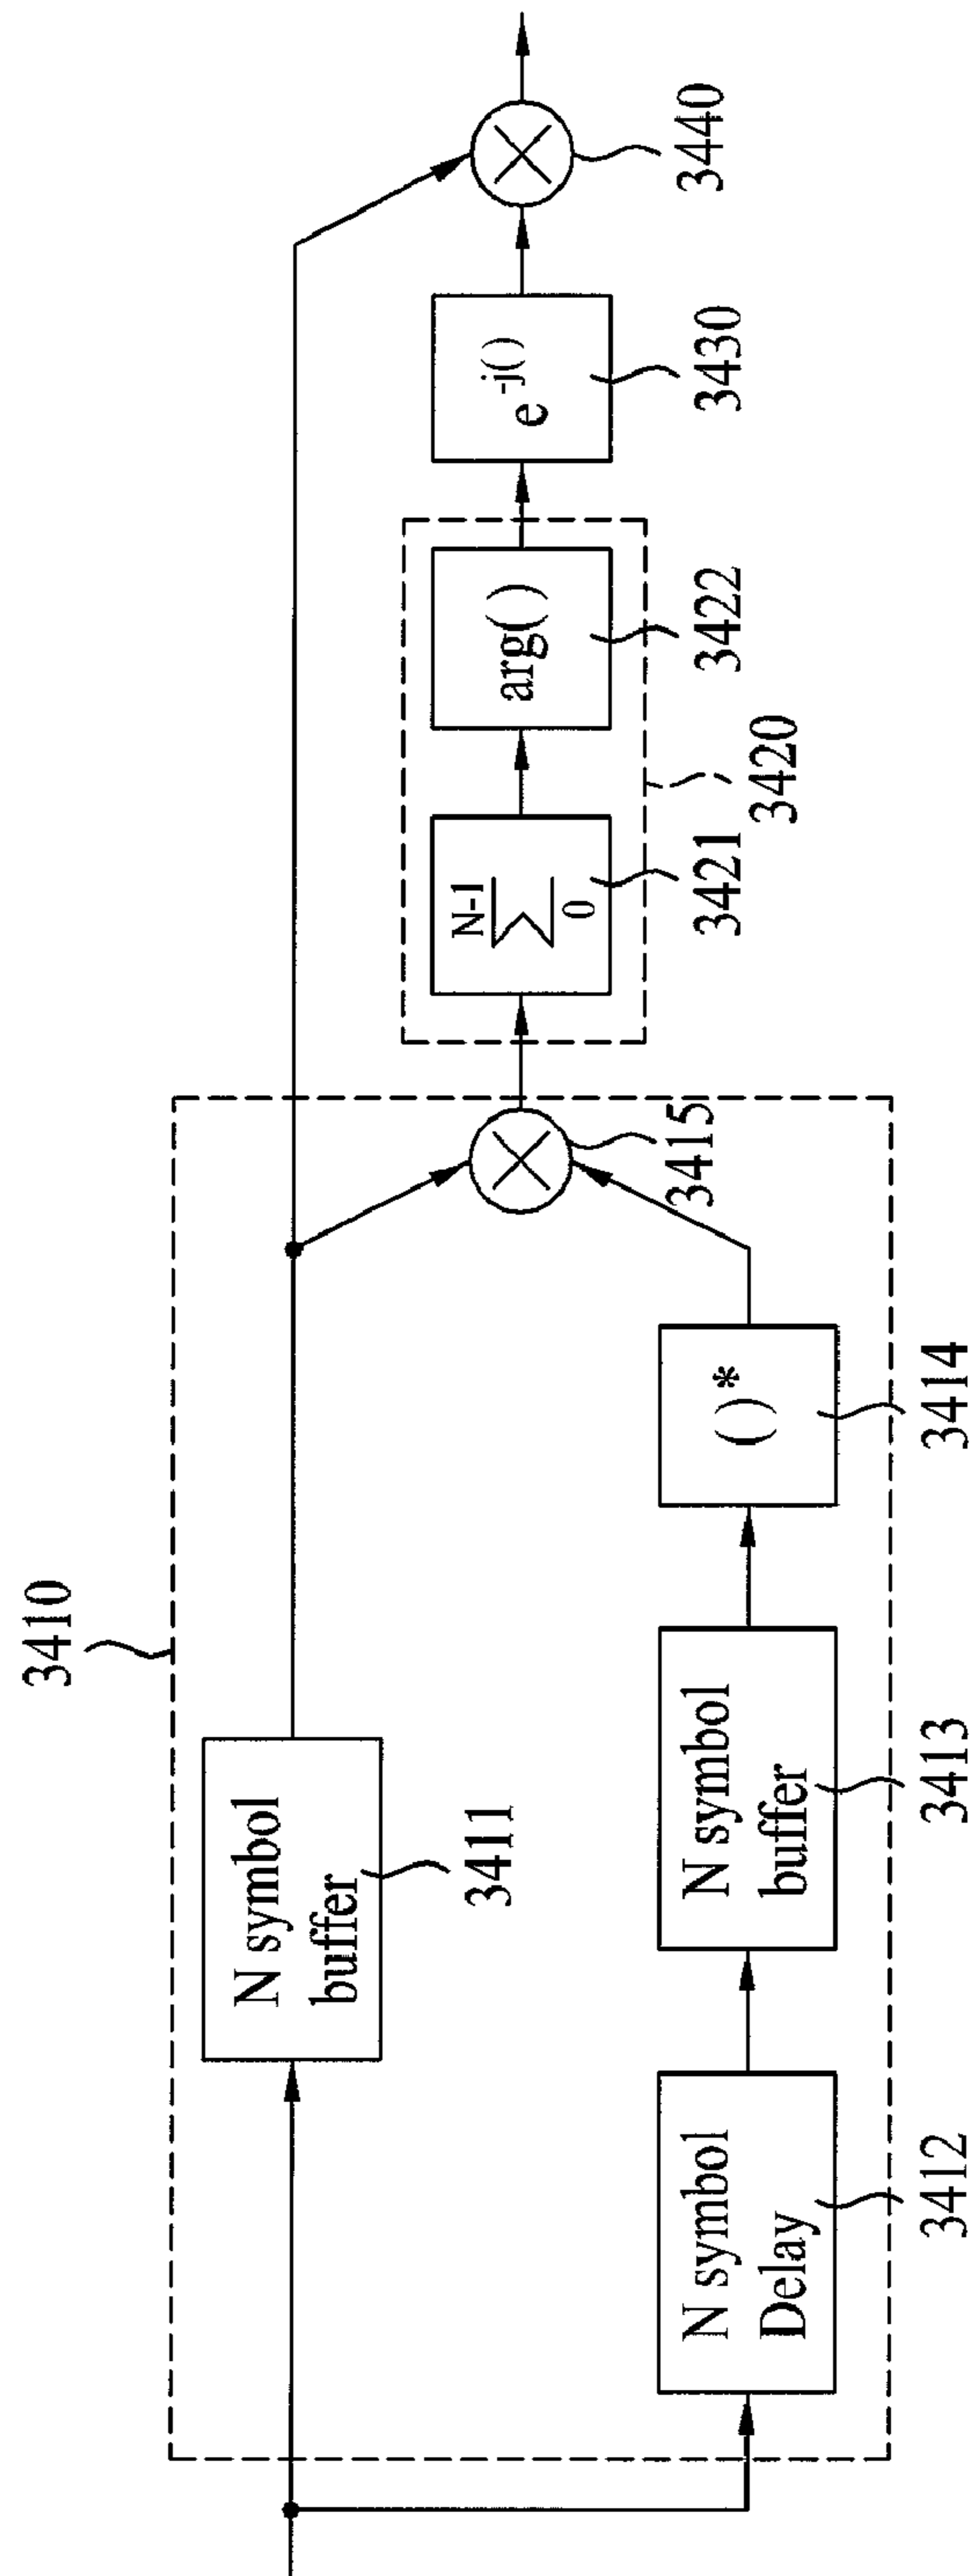 3410
N symbol
buffer
3411
N symbol
Delay
3412
N symbol
buffer
3413
( )*
3414
3415
N-1
∑
0
3421
arg( )
3422
3420
e-j( )
3430
3440